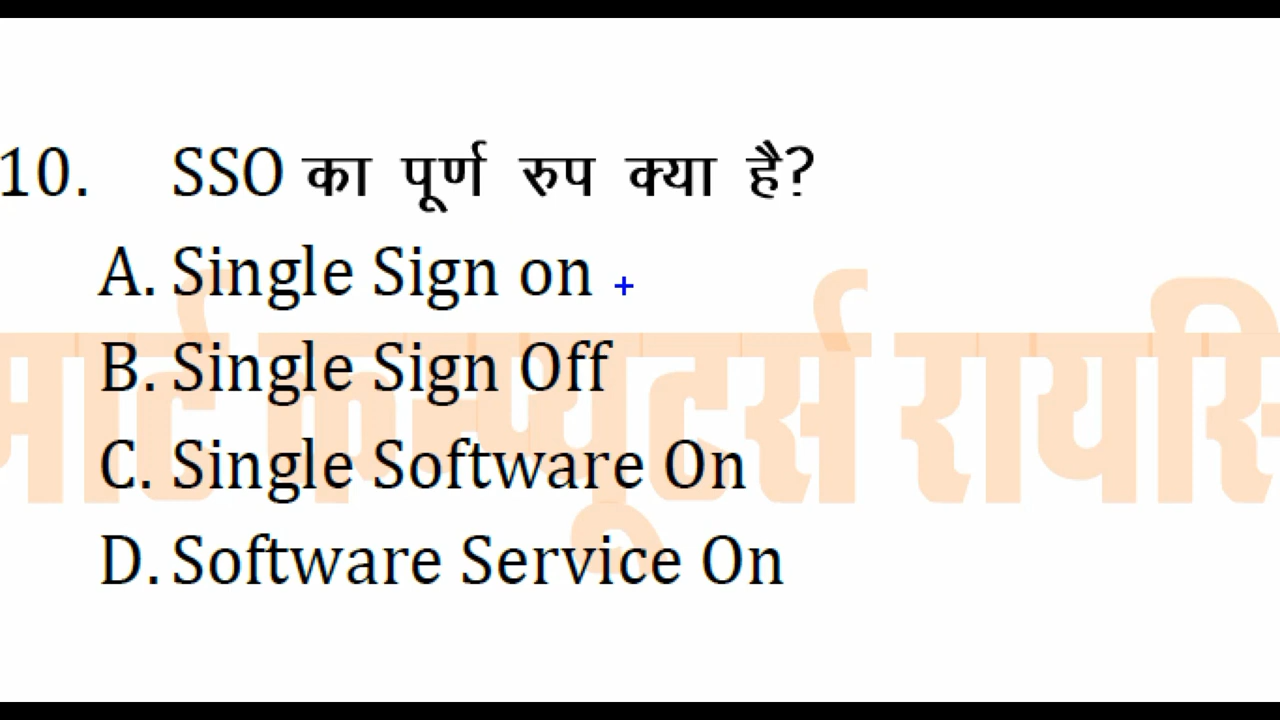 10. SSO का पूर्ण रुप क्या है?
A. Single Sign on
B. Single Sign Off
C. Single Software On
D. Software Service On